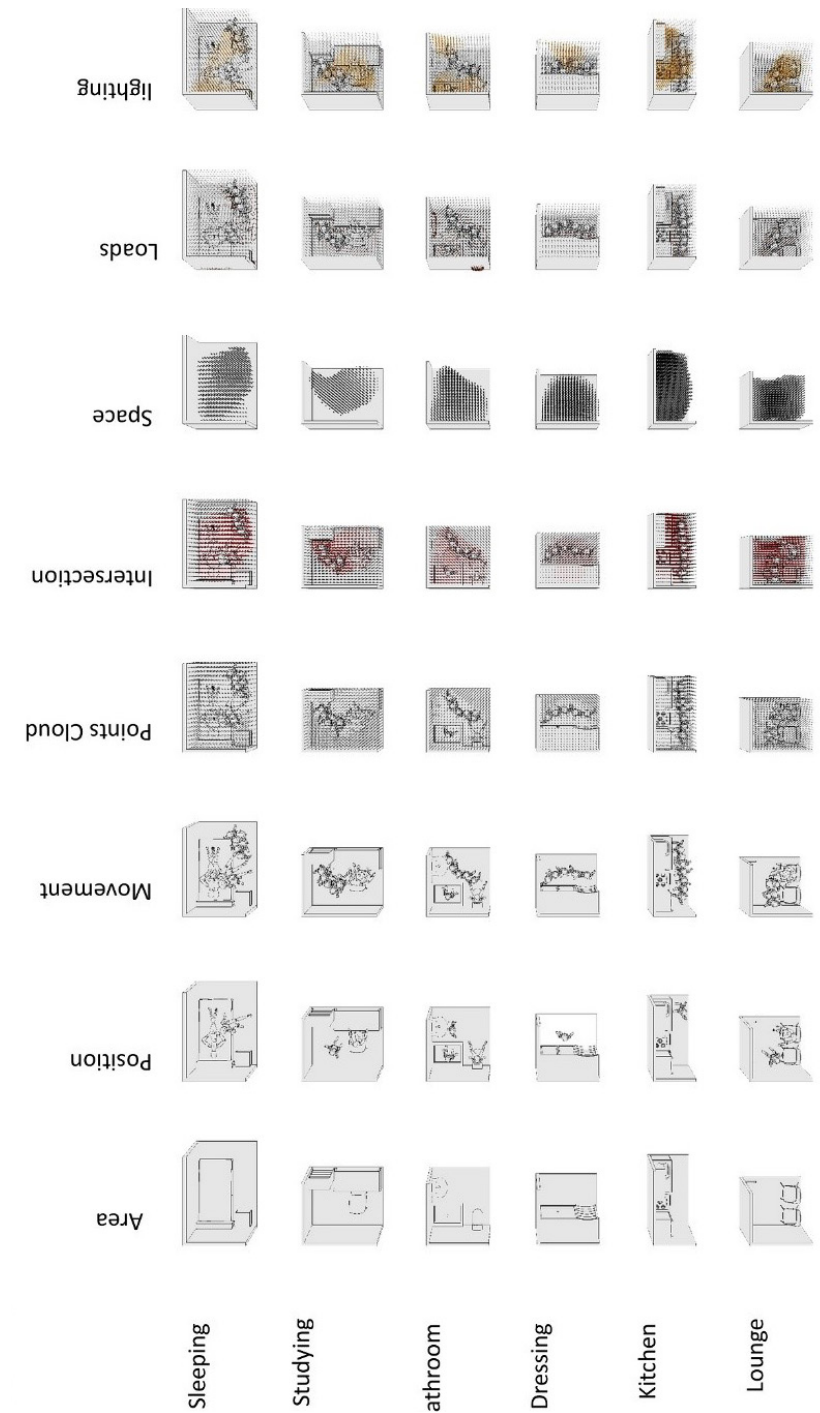 lighting
Loads
Space
Intersection
Points Cloud
Movement
Position
Area
Sleeping
Studying
athroom
Dressing
Kitchen
Lounge